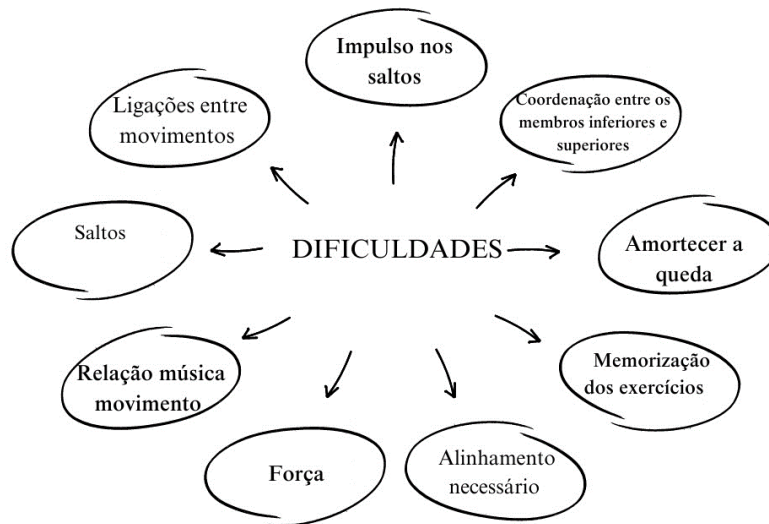 Impulso nos
saltos
Ligações entre
movimentos
Coordenação entre os
membros inferiores e
superiores
Saltos
DIFICULDADES
Amortecer a
queda
Relação música
movimento
Memorização
dos exercícios
Força
Alinhamento
necessário